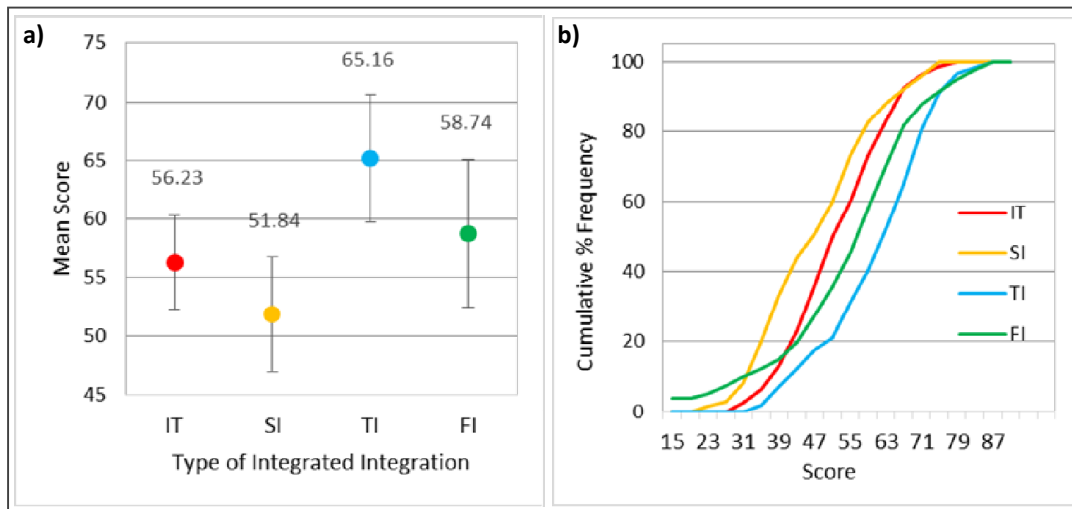 a)
75
70
65
60
55
50
45
Mean Score
56.23
51.84
65.16
58.74
IT SI TI FI
Type of Integrated Integration
b)
100
80
60
40
20
0
Cumulative % Frequency
IT
SI
TI
FI
15 23 31 39 47 55 63 71 79 87
Score